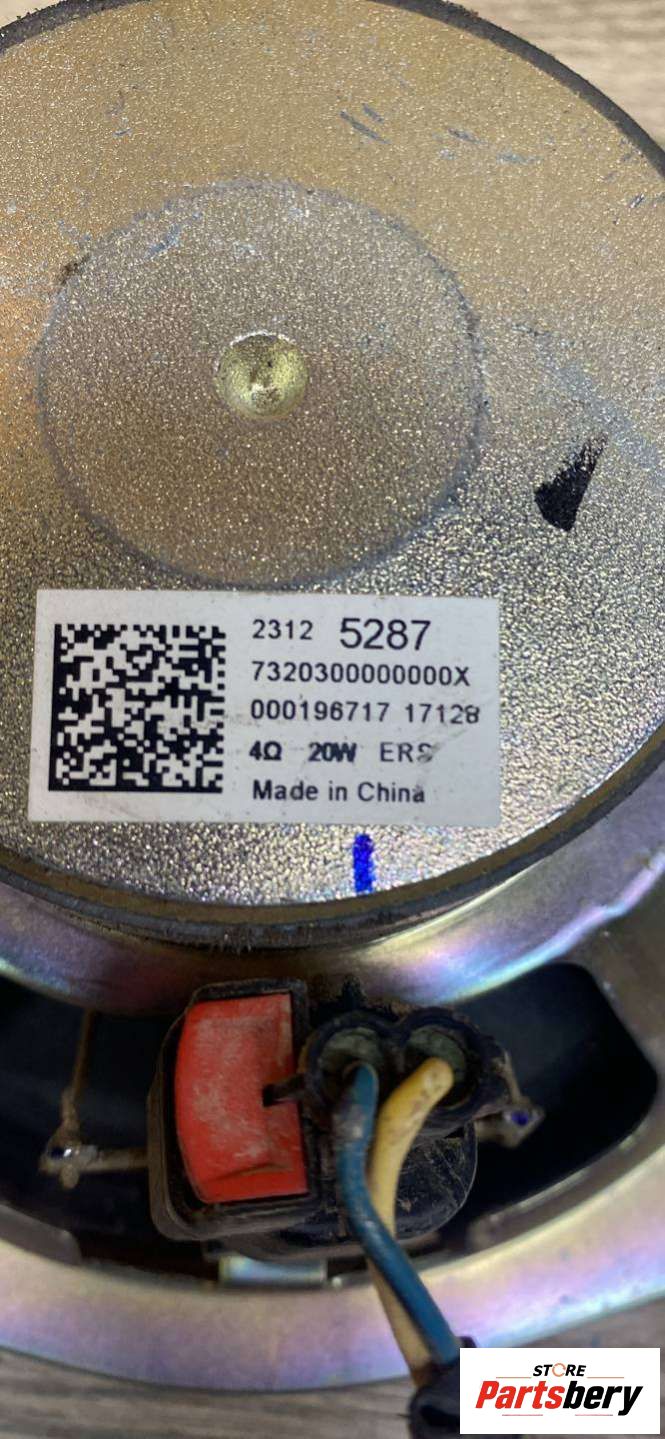 2312 5287
7320300000000X
000196717 17128
4Ω 20W ERS
Made in China
STORE
Partsbery